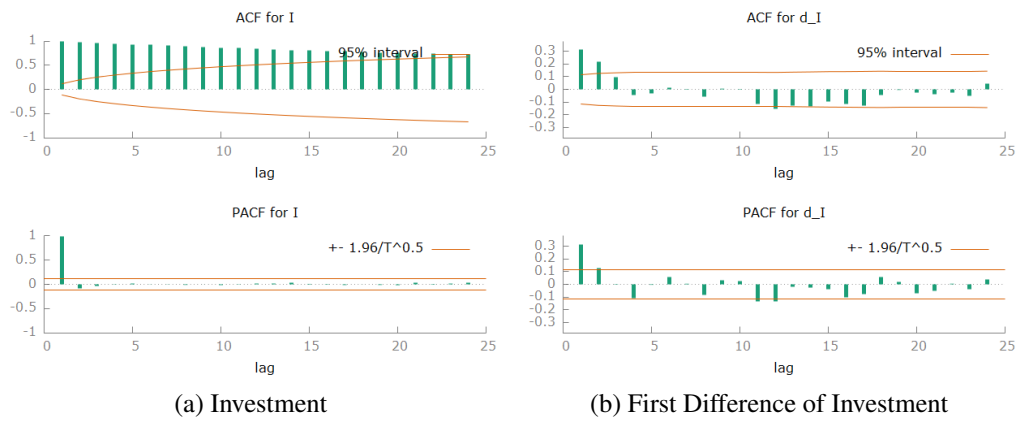 ACF for I
1
0.5
0
-0.5
-1
95% interval
0 5 10 15 20 25
lag
PACF for I
1
0.5
0
-0.5
-1
+- 1.96/T^0.5
0 5 10 15 20 25
lag
(a) Investment
ACF for d_I
0.3
0.2
0.1
0
-0.1
-0.2
-0.3
95% interval
0 5 10 15 20 25
lag
PACF for d_I
0.3
0.2
0.1
0
-0.1
-0.2
-0.3
+- 1.96/T^0.5
0 5 10 15 20 25
lag
(b) First Difference of Investment